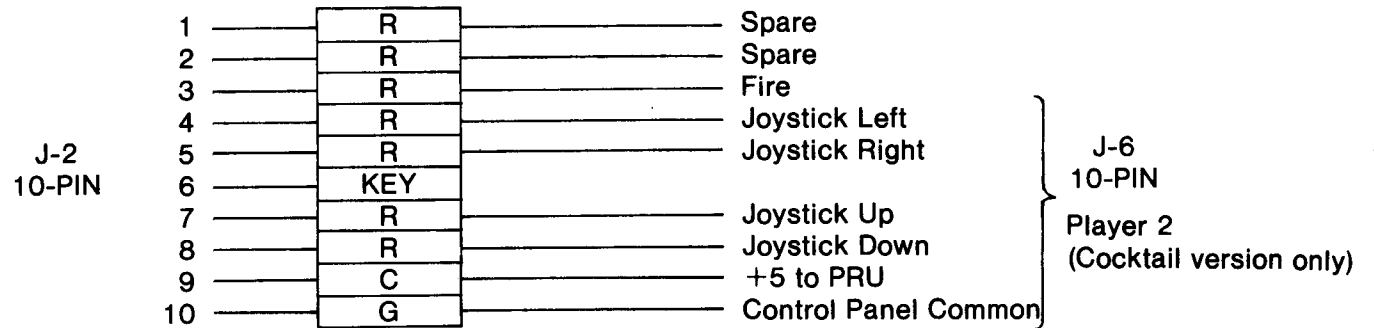 1 R Spare
2 R Spare
3 R Fire
4 R Joystick Left
5 R Joystick Right
6 KEY
7 R Joystick Up
8 R Joystick Down
9 C +5 to PRU
10 G Control Panel Common
J-2
10-PIN
J-6
10-PIN
Player 2
(Cocktail version only)